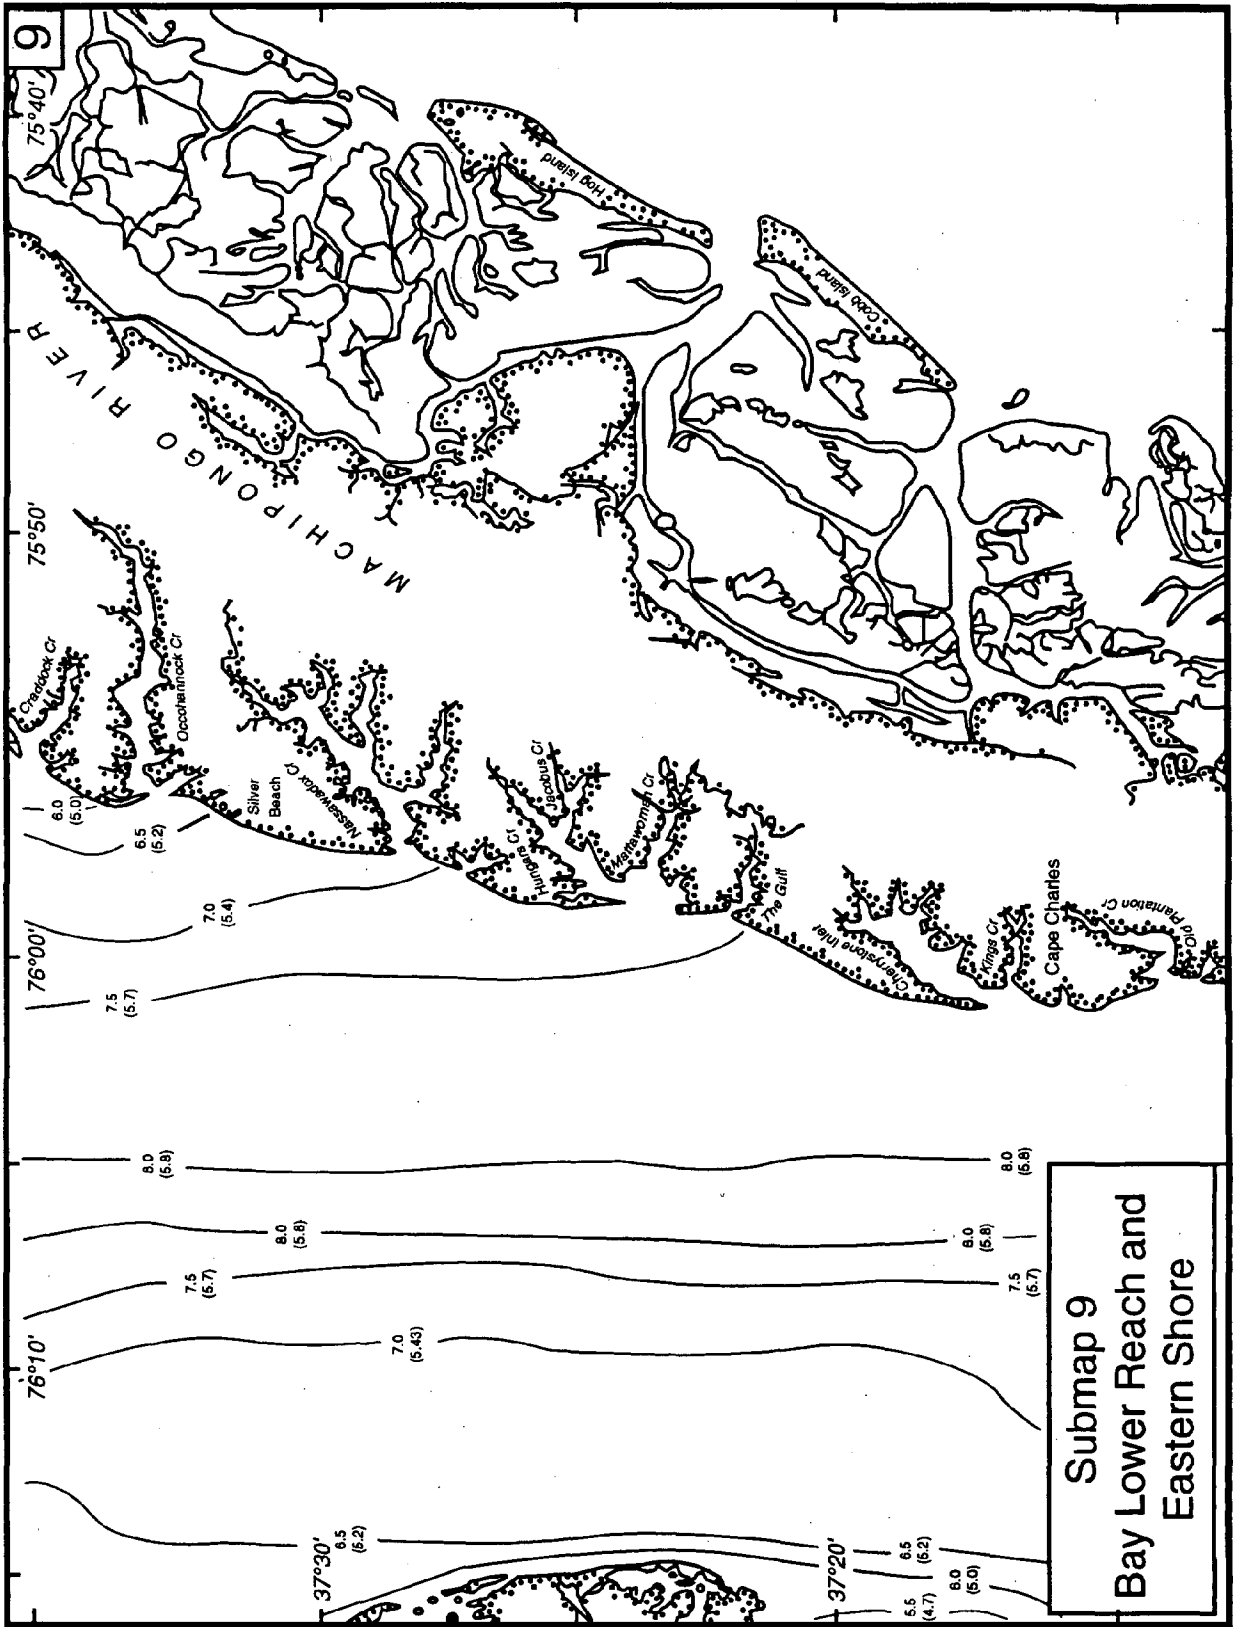 9
75°40'
75°50'
76°00'
76°10'
37°30'
37°20'
MACHIPONGO RIVER
Hog Island
Cobb Island
Craddock Cr
Occohannock Cr
Silver
Beach
Nassawadox Cr
Hungars Cr
Jacobus Cr
Mattawoman Cr
The Gulf
Cherrystone Inlet
Kings Cr
Cape Charles
Old Plantation Cr
6.0
(5.0)
6.5
(5.2)
7.0
(5.4)
7.5
(5.7)
8.0
(5.8)
8.0
(5.8)
8.0
(5.8)
8.0
(5.8)
7.5
(5.7)
7.5
(5.7)
7.0
(5.43)
6.5
(5.2)
6.5
(5.2)
6.0
(5.0)
5.5
(4.7)
Submap 9
Bay Lower Reach and
Eastern Shore